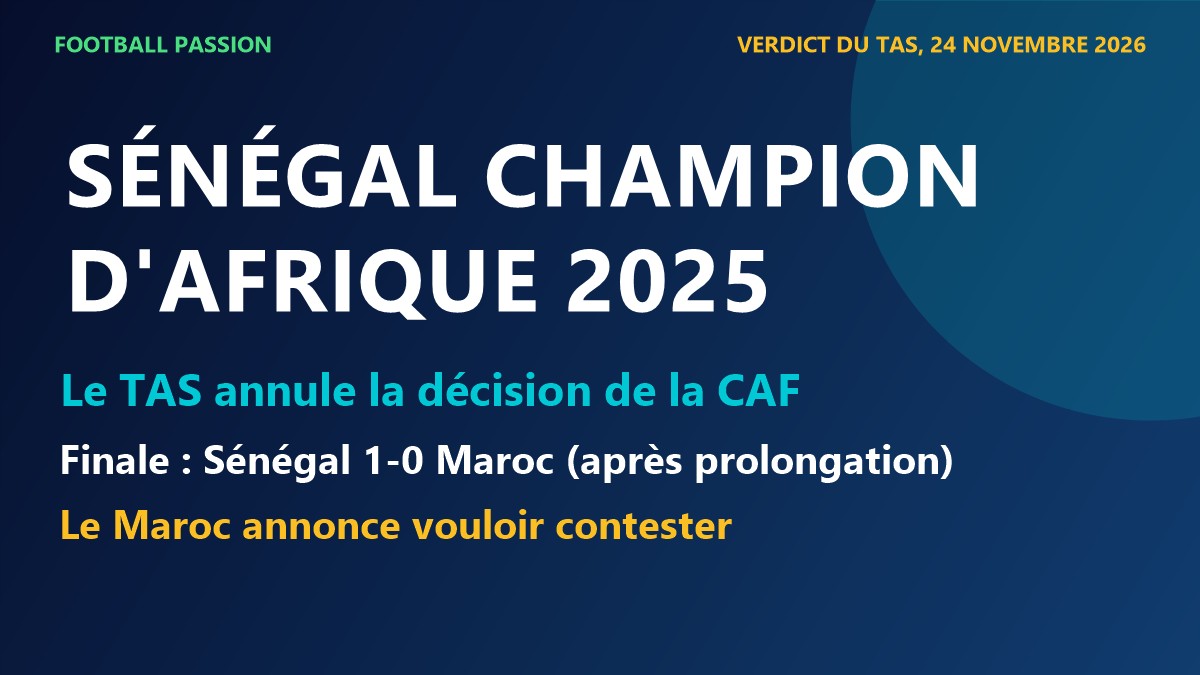 FOOTBALL PASSION
VERDICT DU TAS, 24 NOVEMBRE 2026
SÉNÉGAL CHAMPION
D'AFRIQUE 2025
Le TAS annule la décision de la CAF
Finale : Sénégal 1-0 Maroc (après prolongation)
Le Maroc annonce vouloir contester